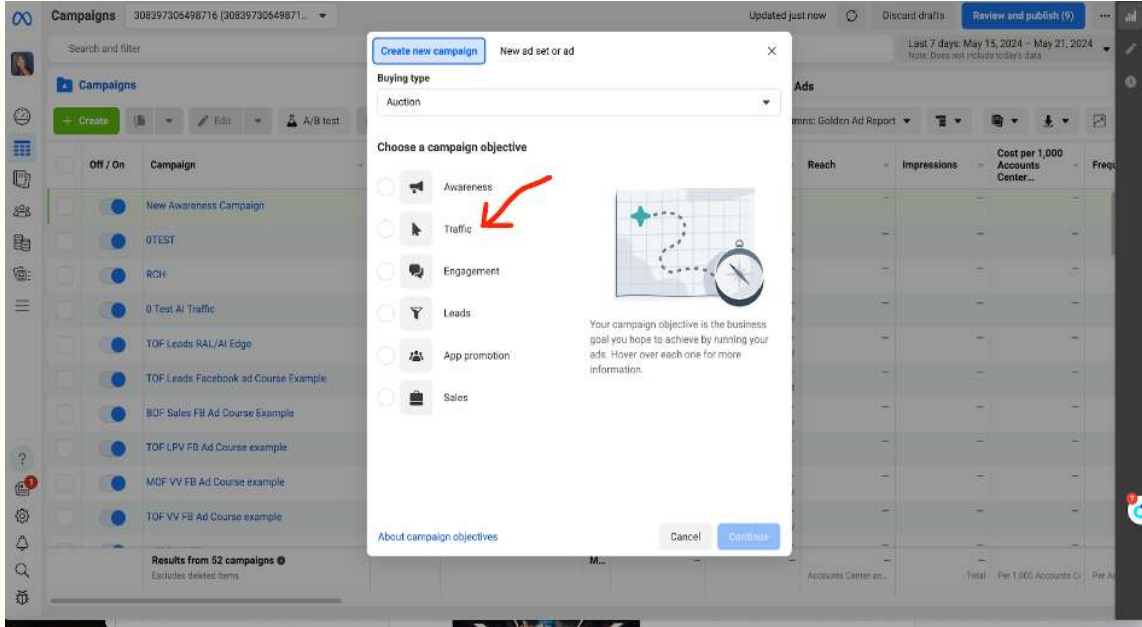 Campaigns 308397306498716 (30839730649871... Updated just now Discard drafts Review and publish (9)
Search and filter
Last 7 days: May 15, 2024 – May 21, 2024
Note: Does not include today's data
Create new campaign New ad set or ad
Buying type
Auction
Choose a campaign objective
Awareness
Traffic
Engagement
Leads
App promotion
Sales
Your campaign objective is the business
goal you hope to achieve by running your
ads. Hover over each one for more
information.
About campaign objectives Cancel Continue
Campaigns Ads
+ Create Edit A/B test Golden Ad Report
Off / On Campaign Reach Impressions Cost per 1,000
Accounts
Center...
New Awareness Campaign
0TEST
RCH
0 Test AI Traffic
TOF Leads RAL/AI Edge
TOF Leads Facebook ad Course Example
BOF Sales FB Ad Course Example
TOF LPV FB Ad Course example
MOF VV FB Ad Course example
TOF VV FB Ad Course example
Results from 52 campaigns M...
Excludes deleted items Accounts Center ac... Total Per 1,000 Accounts